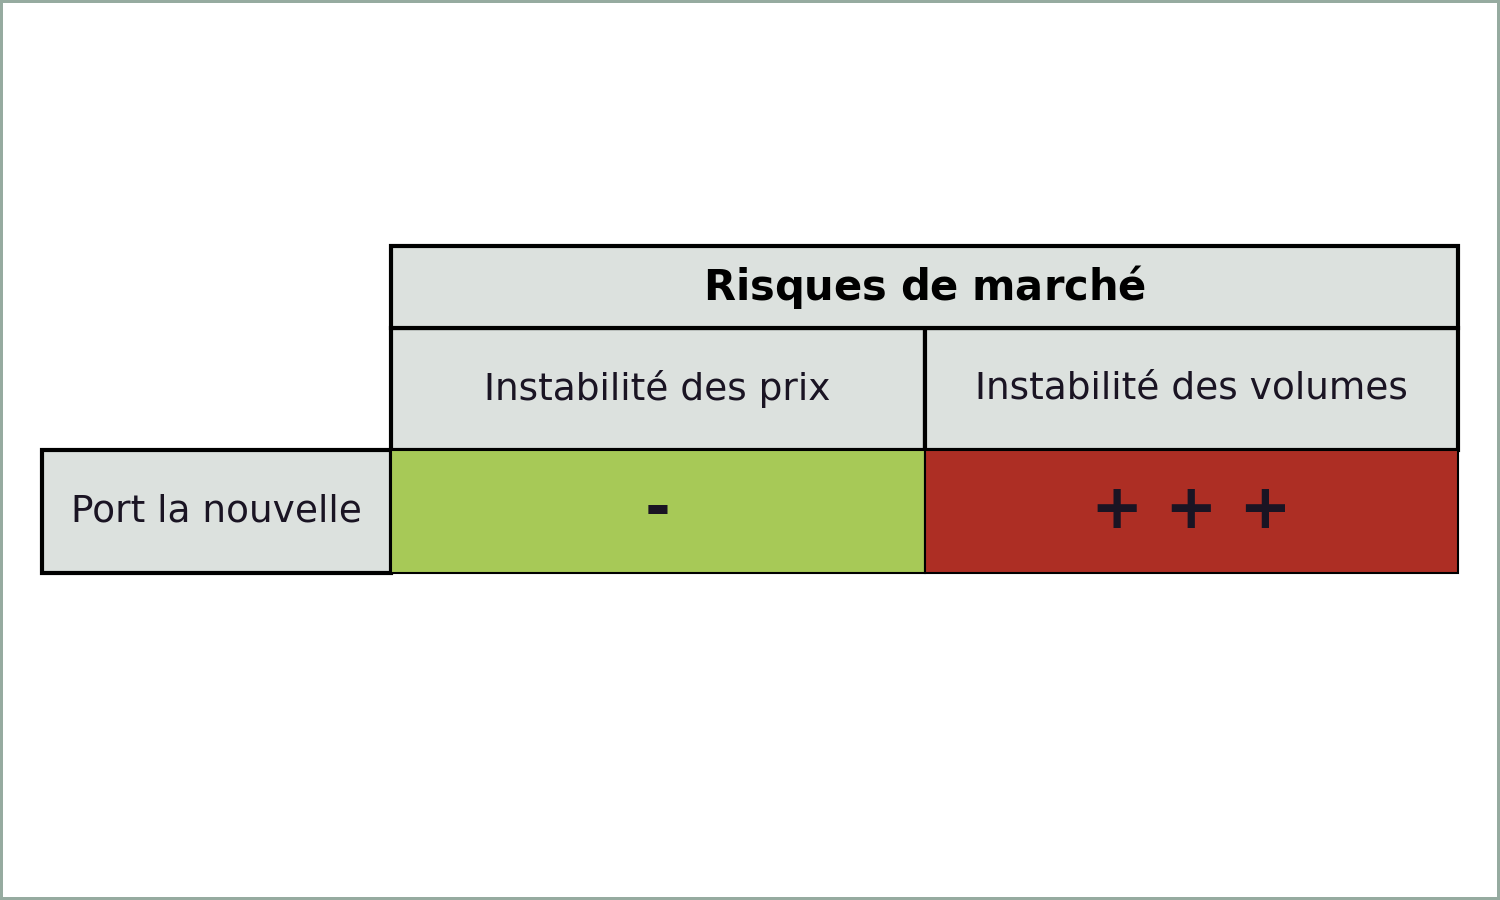 Risques de marché
Instabilité des prix
Instabilité des volumes
Port la nouvelle
-
+ + +